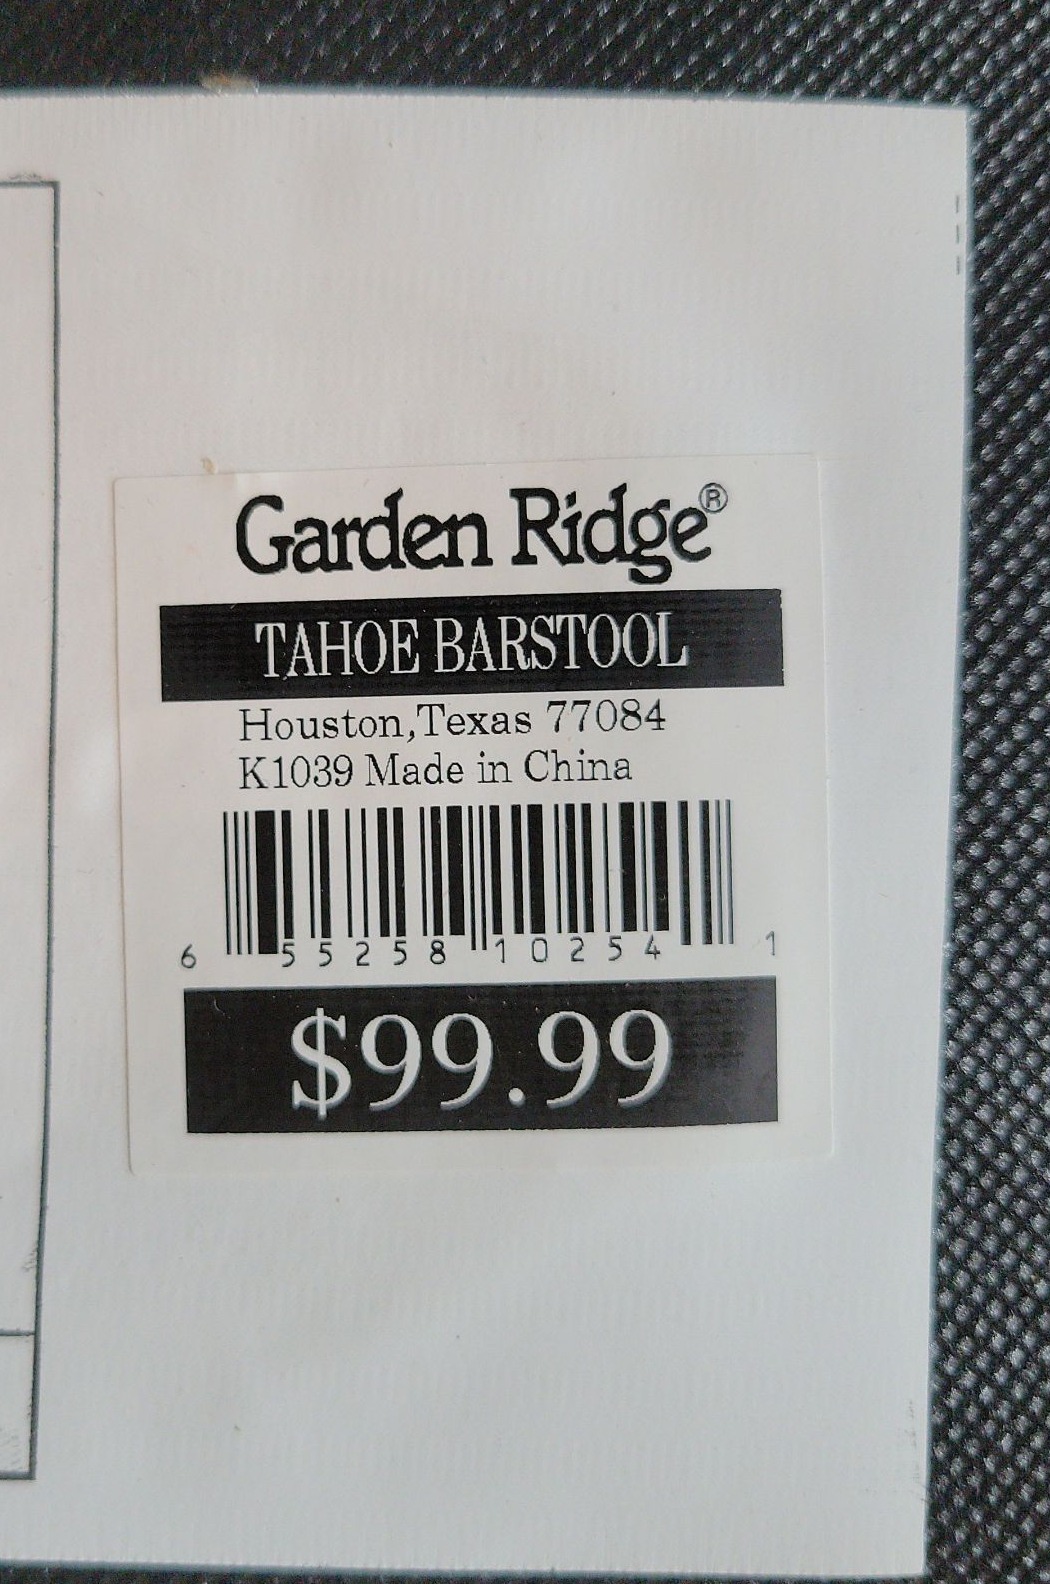 Garden Ridge®
TAHOE BARSTOOL
Houston,Texas 77084
K1039 Made in China
6 55258 10254 1
$99.99